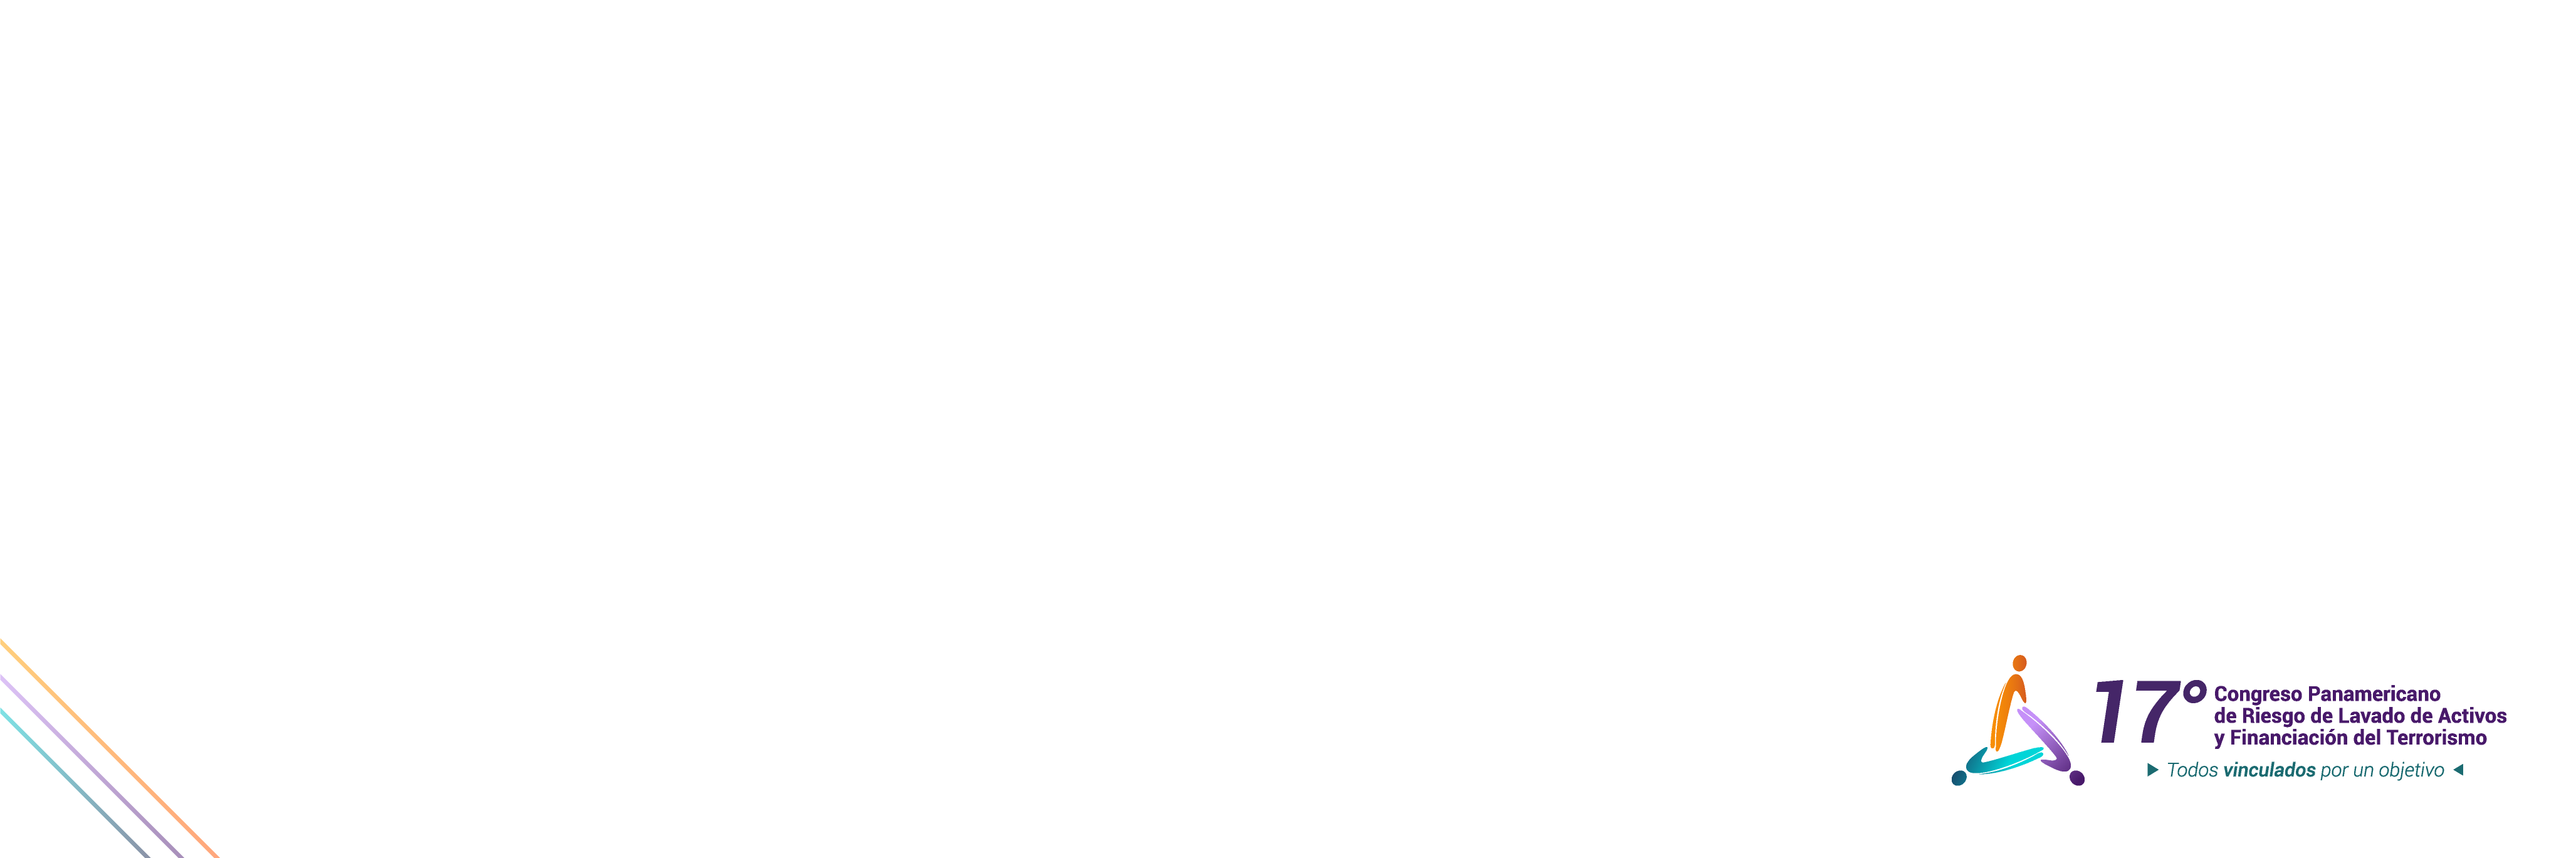 17° Congreso Panamericano
de Riesgo de Lavado de Activos
y Financiación del Terrorismo
Todos vinculados por un objetivo